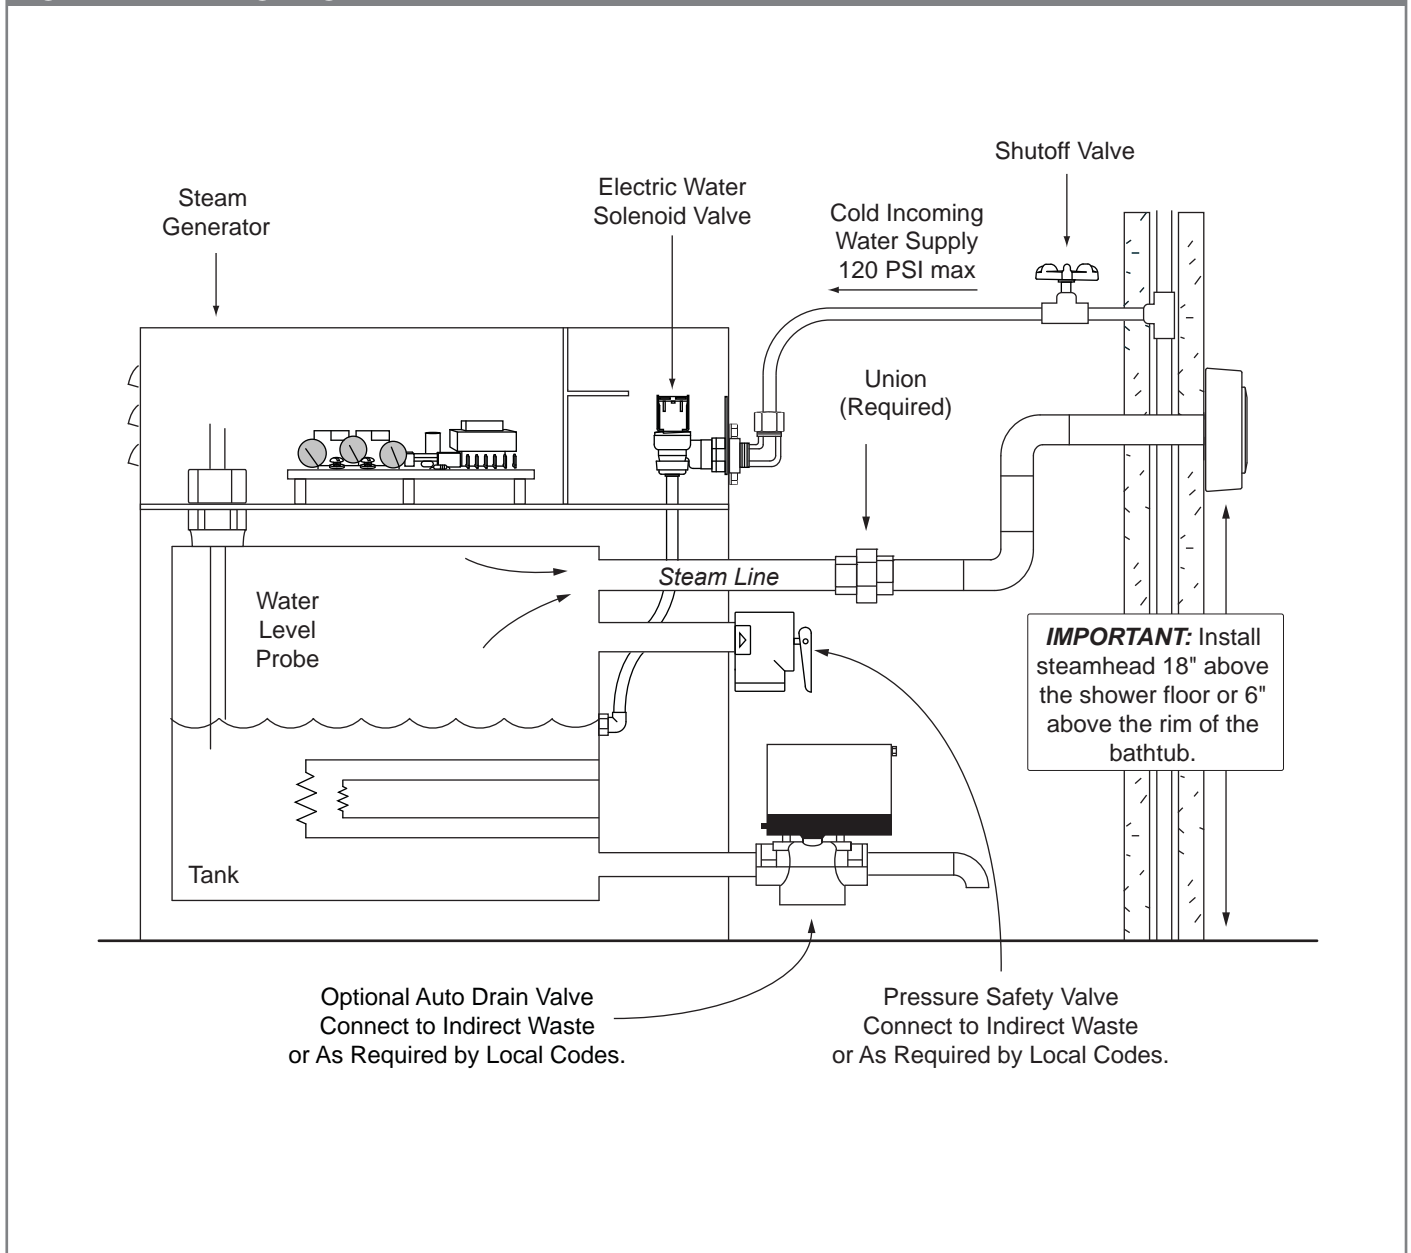 Shutoff Valve
Steam
Generator
Electric Water
Solenoid Valve
Cold Incoming
Water Supply
120 PSI max
Union
(Required)
Steam Line
Water
Level
Probe
IMPORTANT: Install
steamhead 18" above
the shower floor or 6"
above the rim of the
bathtub.
Tank
Optional Auto Drain Valve
Connect to Indirect Waste
or As Required by Local Codes.
Pressure Safety Valve
Connect to Indirect Waste
or As Required by Local Codes.